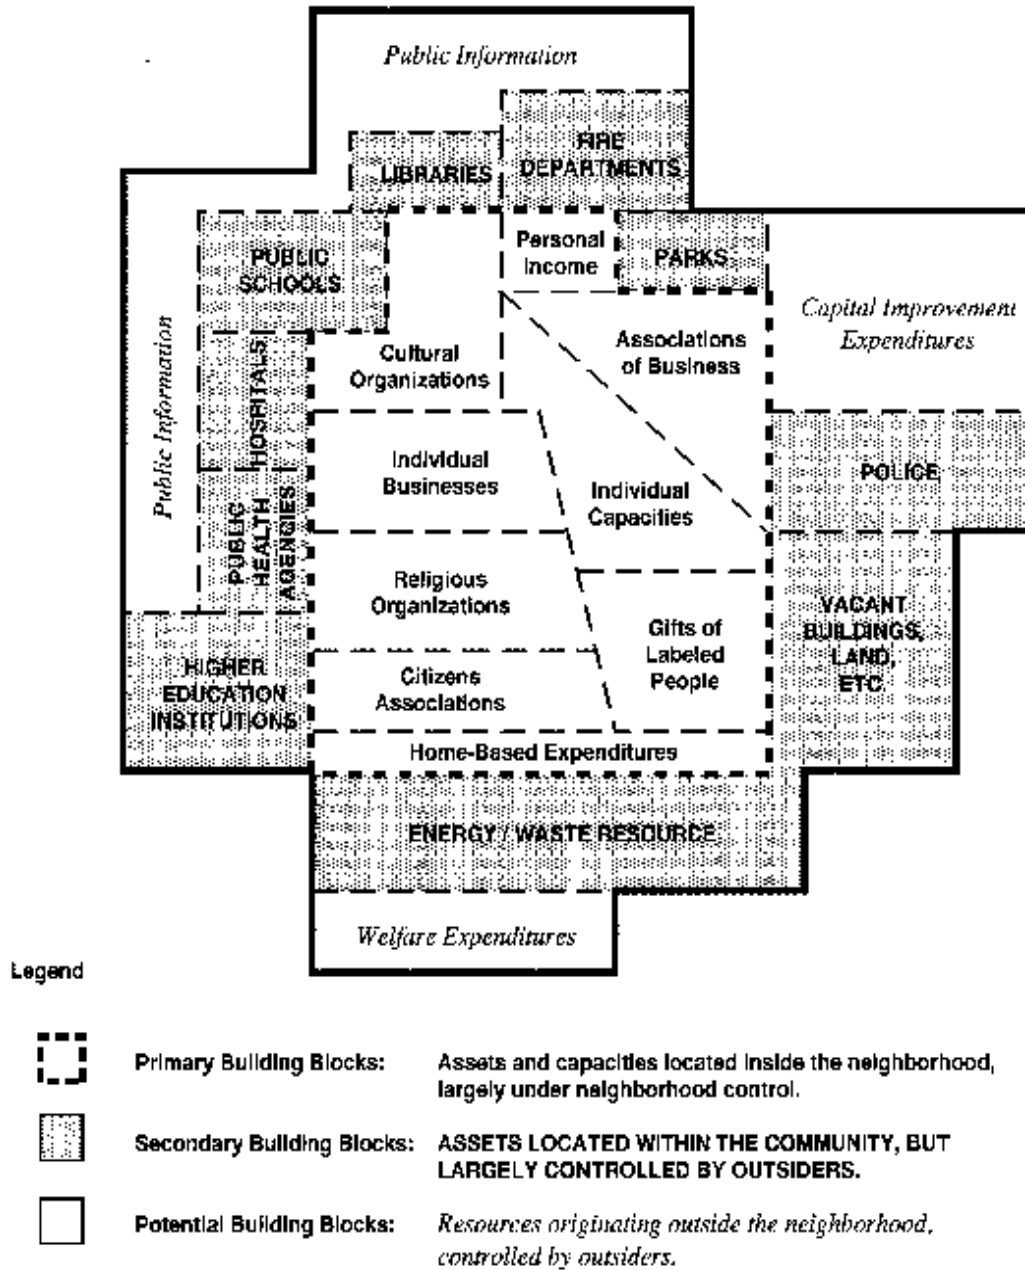 Public Information
FIRE
DEPARTMENTS
LIBRARIES
Personal
Income
PUBLIC
SCHOOLS
PARKS
Capital Improvement
Expenditures
Associations
of Business
Cultural
Organizations
Public Information
HOSPITALS
Individual
Businesses
POLICE
Individual
Capacities
PUBLIC
HEALTH
AGENCIES
Religious
Organizations
VACANT
BUILDINGS,
LAND,
ETC.
Gifts of
Labeled
People
HIGHER
EDUCATION
INSTITUTIONS
Citizens
Associations
Home-Based Expenditures
ENERGY / WASTE RESOURCE
Welfare Expenditures
Legend
Primary Building Blocks: Assets and capacities located inside the neighborhood,
largely under neighborhood control.
Secondary Building Blocks: ASSETS LOCATED WITHIN THE COMMUNITY, BUT
LARGELY CONTROLLED BY OUTSIDERS.
Potential Building Blocks: Resources originating outside the neighborhood,
controlled by outsiders.